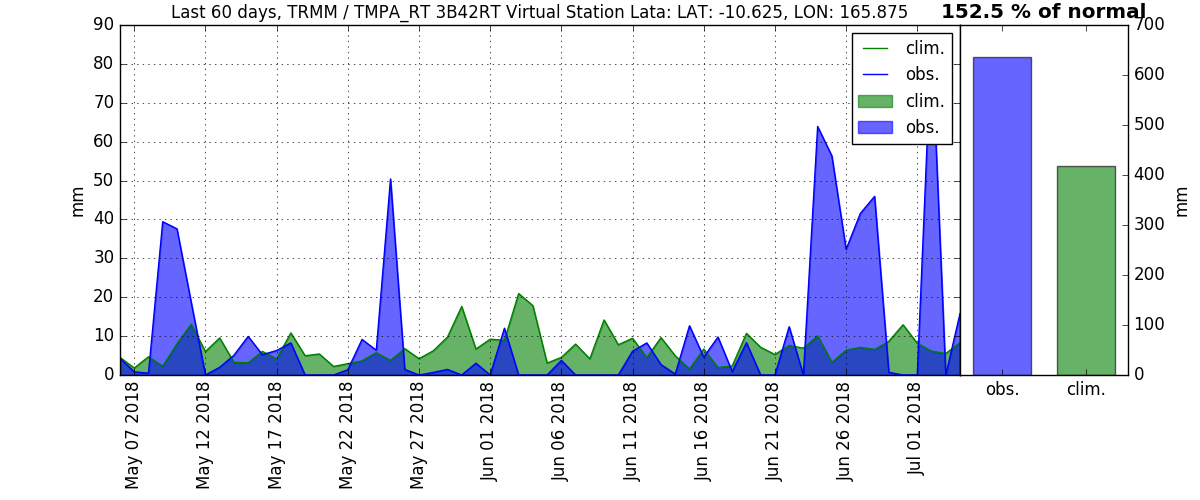 Last 60 days, TRMM / TMPA_RT 3B42RT Virtual Station Lata: LAT: -10.625, LON: 165.875
152.5 % of normal
90
80
70
60
50
40
30
20
10
0
mm
clim.
obs.
clim.
obs.
May 07 2018
May 12 2018
May 17 2018
May 22 2018
May 27 2018
Jun 01 2018
Jun 06 2018
Jun 11 2018
Jun 16 2018
Jun 21 2018
Jun 26 2018
Jul 01 2018
700
600
500
400
300
200
100
0
mm
obs.
clim.